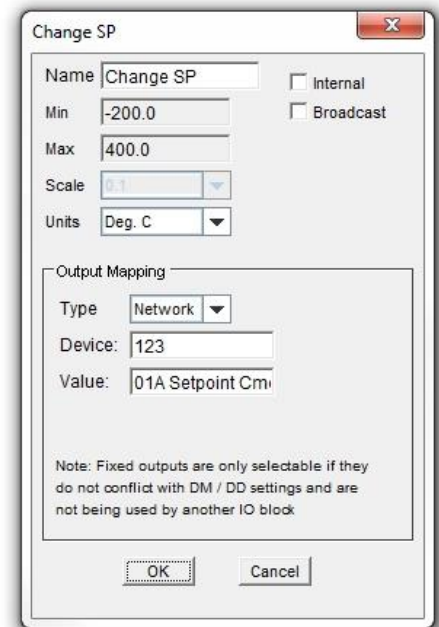 Change SP
Name Change SP
Internal
Min -200.0
Broadcast
Max 400.0
Scale 0.1
Units Deg. C
Output Mapping
Type Network
Device: 123
Value: 01A Setpoint Cm
Note: Fixed outputs are only selectable if they
do not conflict with DM / DD settings and are
not being used by another IO block
OK Cancel